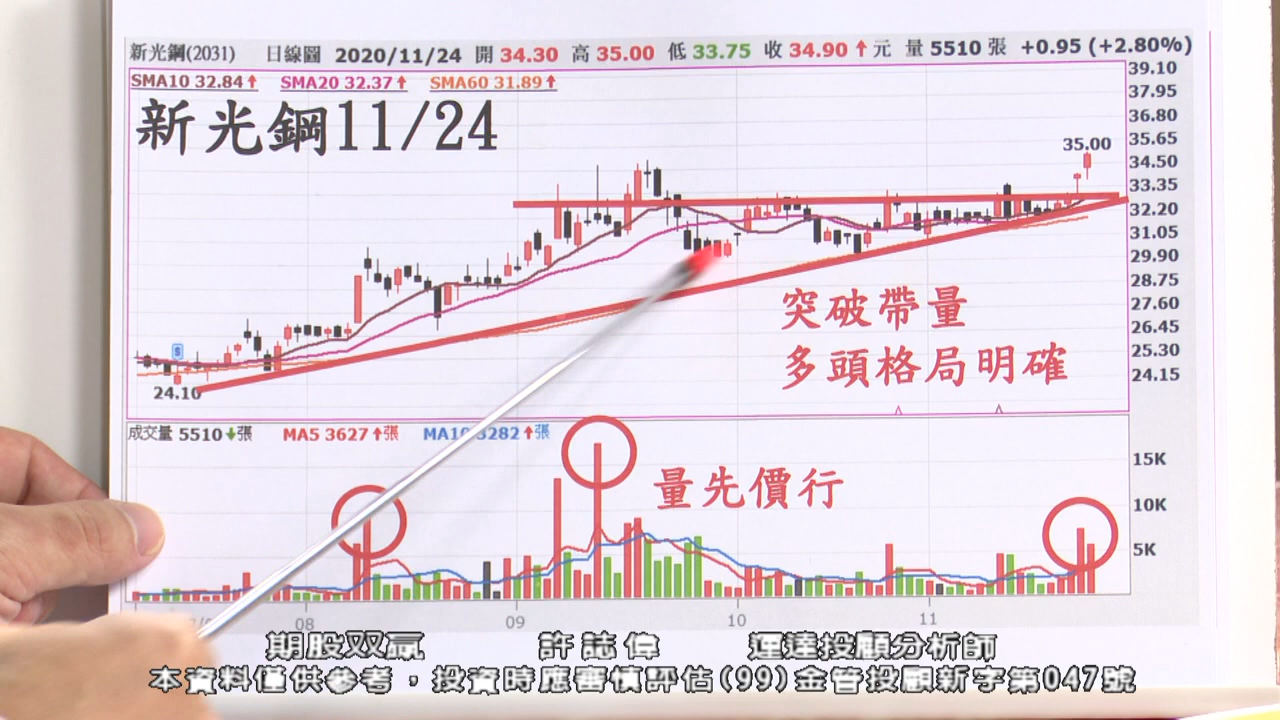 新光鋼(2031) 日線圖 2020/11/24 開 34.30 高 35.00 低 33.75 收 34.90↑元 量 5510 張 +0.95 (+2.80%)
SMA10 32.84↑ SMA20 32.37↑ SMA60 31.89↑
新光鋼11/24
39.10
37.95
36.80
35.65
34.50
33.35
32.20
31.05
29.90
28.75
27.60
26.45
25.30
24.15
35.00
24.10
S
突破帶量
多頭格局明確
成交量 5510↓張 MA5 3627↑張 MA10 3282↑張
量先價行
15K
10K
5K
08 09 10 11
期股双贏 許誌偉 運達投顧分析師
本資料僅供參考，投資時應審慎評估(99)金管投顧新字第047號